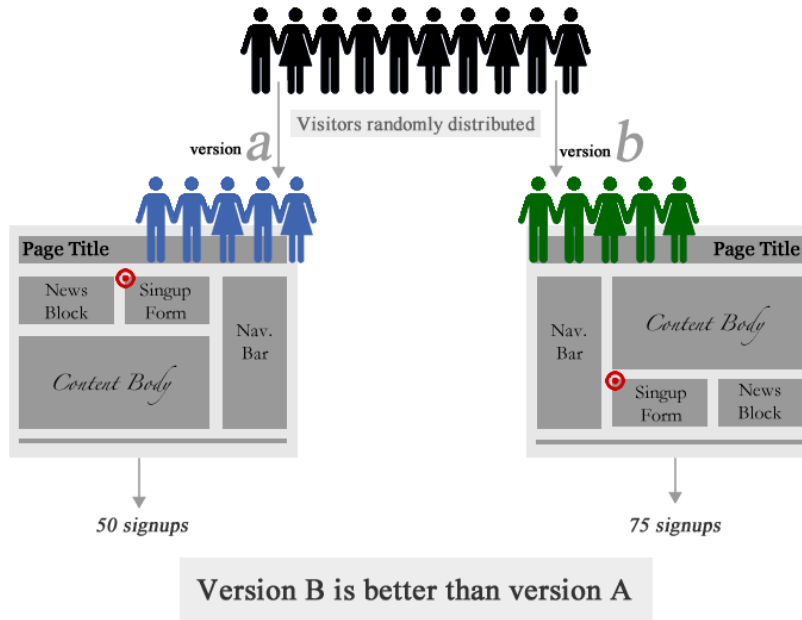 Visitors randomly distributed
version a
version b
Page Title
News
Block
Singup
Form
Nav.
Bar
Content Body
Page Title
Nav.
Bar
Content Body
Singup
Form
News
Block
50 signups
75 signups
Version B is better than version A